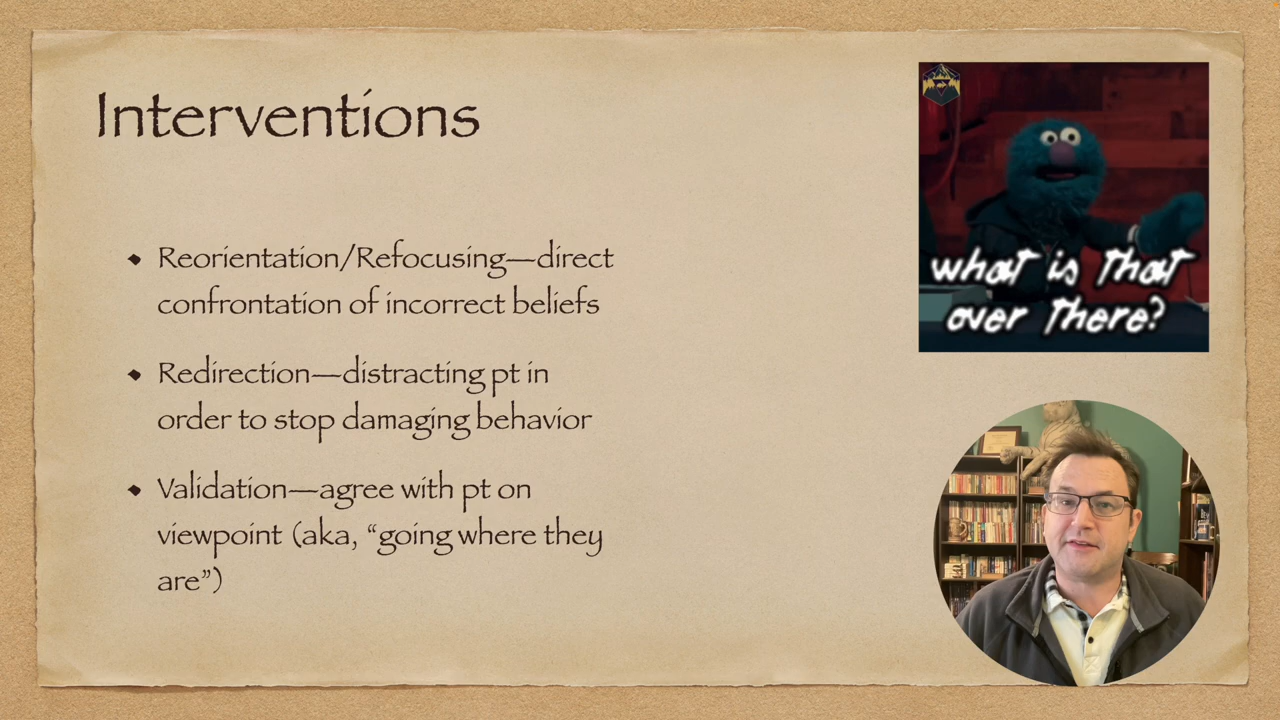 Interventions
Reorientation/Refocusing—direct
confrontation of incorrect beliefs
Redirection—distracting pt in
order to stop damaging behavior
Validation—agree with pt on
viewpoint (aka, “going where they
are”)
what is that
over there?